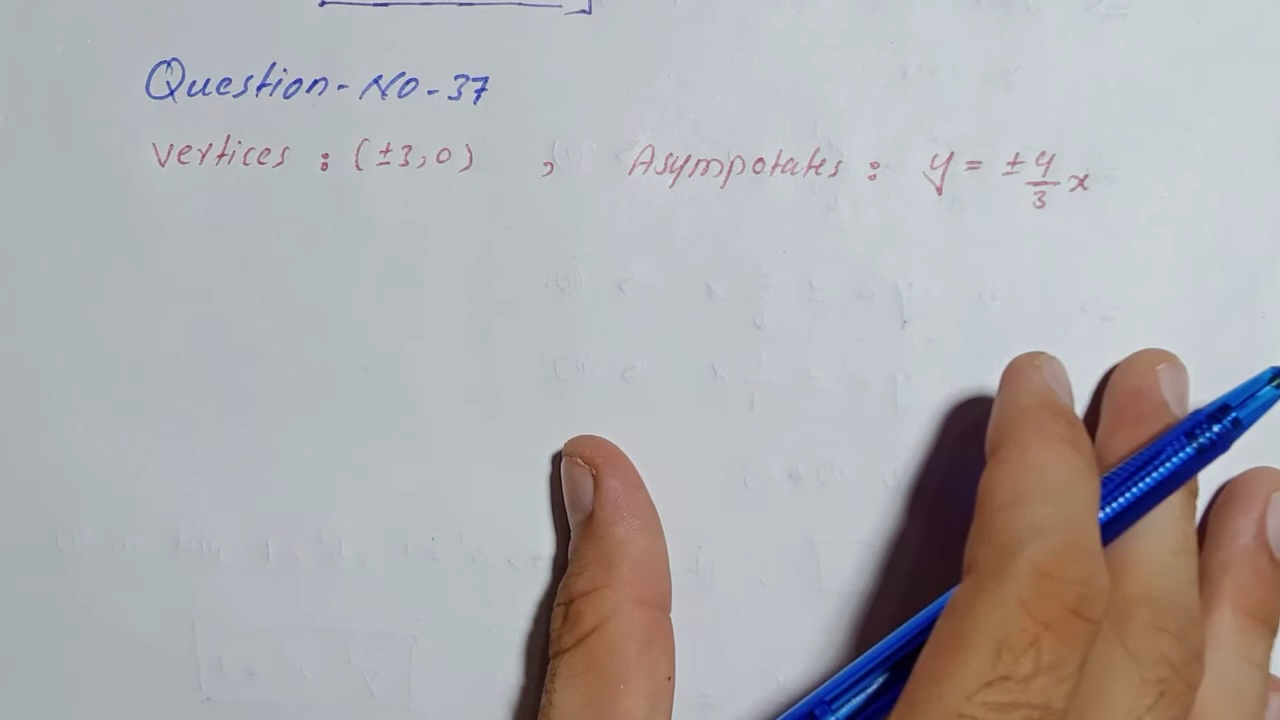 Question-No-37
vertices : (±3,0) , Asympotates : y = ±4/3 x